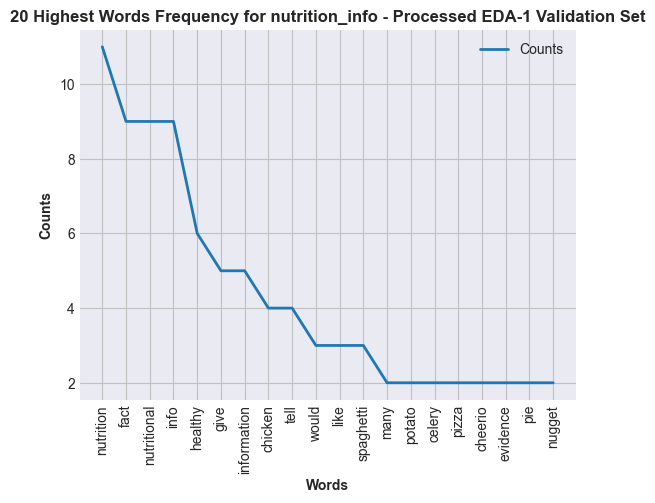 20 Highest Words Frequency for nutrition_info - Processed EDA-1 Validation Set
Counts
10
8
6
4
2
Counts
nutrition
fact
nutritional
info
healthy
give
information
chicken
tell
would
like
spaghetti
many
potato
celery
pizza
cheerio
evidence
pie
nugget
Words